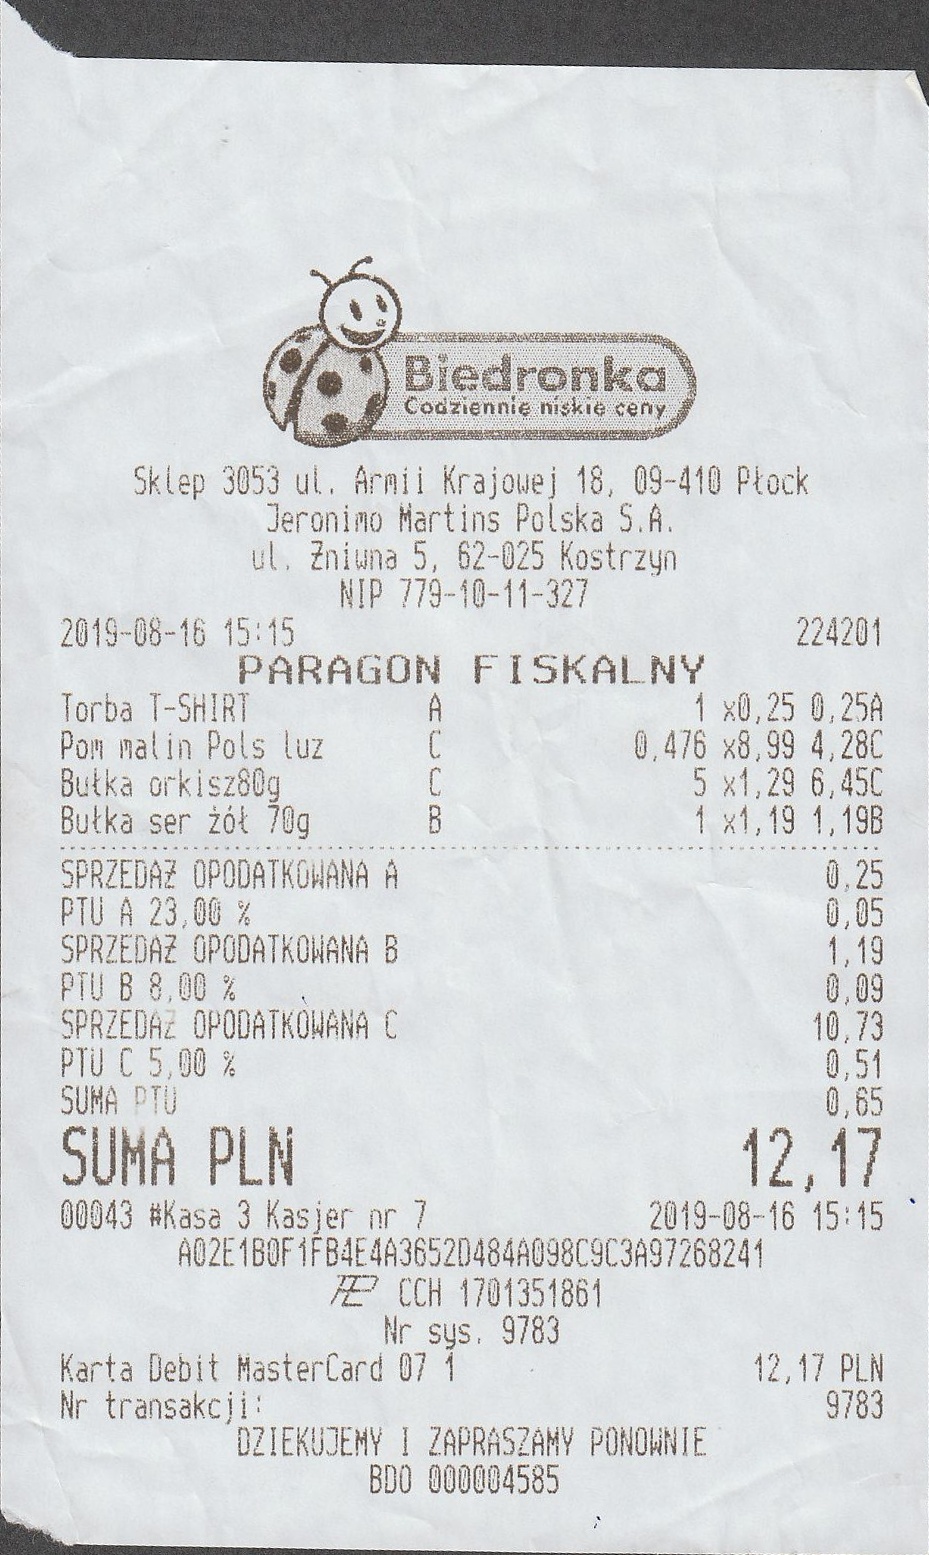 Biedronka
Codziennie niskie ceny
Sklep 3053 ul. Armii Krajowej 18, 09-410 Płock
Jeronimo Martins Polska S.A.
ul. Żniwna 5, 62-025 Kostrzyn
NIP 779-10-11-327
2019-08-16 15:15 224201
PARAGON FISKALNY
Torba T-SHIRT A 1 x0,25 0,25A
Pom malin Pols luz C 0,476 x8,99 4,28C
Bułka orkisz80g C 5 x1,29 6,45C
Bułka ser żół 70g B 1 x1,19 1,19B
SPRZEDAŻ OPODATKOWANA A 0,25
PTU A 23,00 % 0,05
SPRZEDAŻ OPODATKOWANA B 1,19
PTU B 8,00 % 0,09
SPRZEDAŻ OPODATKOWANA C 10,73
PTU C 5,00 % 0,51
SUMA PTU 0,65
SUMA PLN 12,17
00043 #Kasa 3 Kasjer nr 7 2019-08-16 15:15
A02E1B0F1FB4E4A3652D484A098C9C3A97268241
CCH 1701351861
Nr sys. 9783
Karta Debit MasterCard 07 1 12,17 PLN
Nr transakcji: 9783
DZIEKUJEMY I ZAPRASZAMY PONOWNIE
BDO 000004585